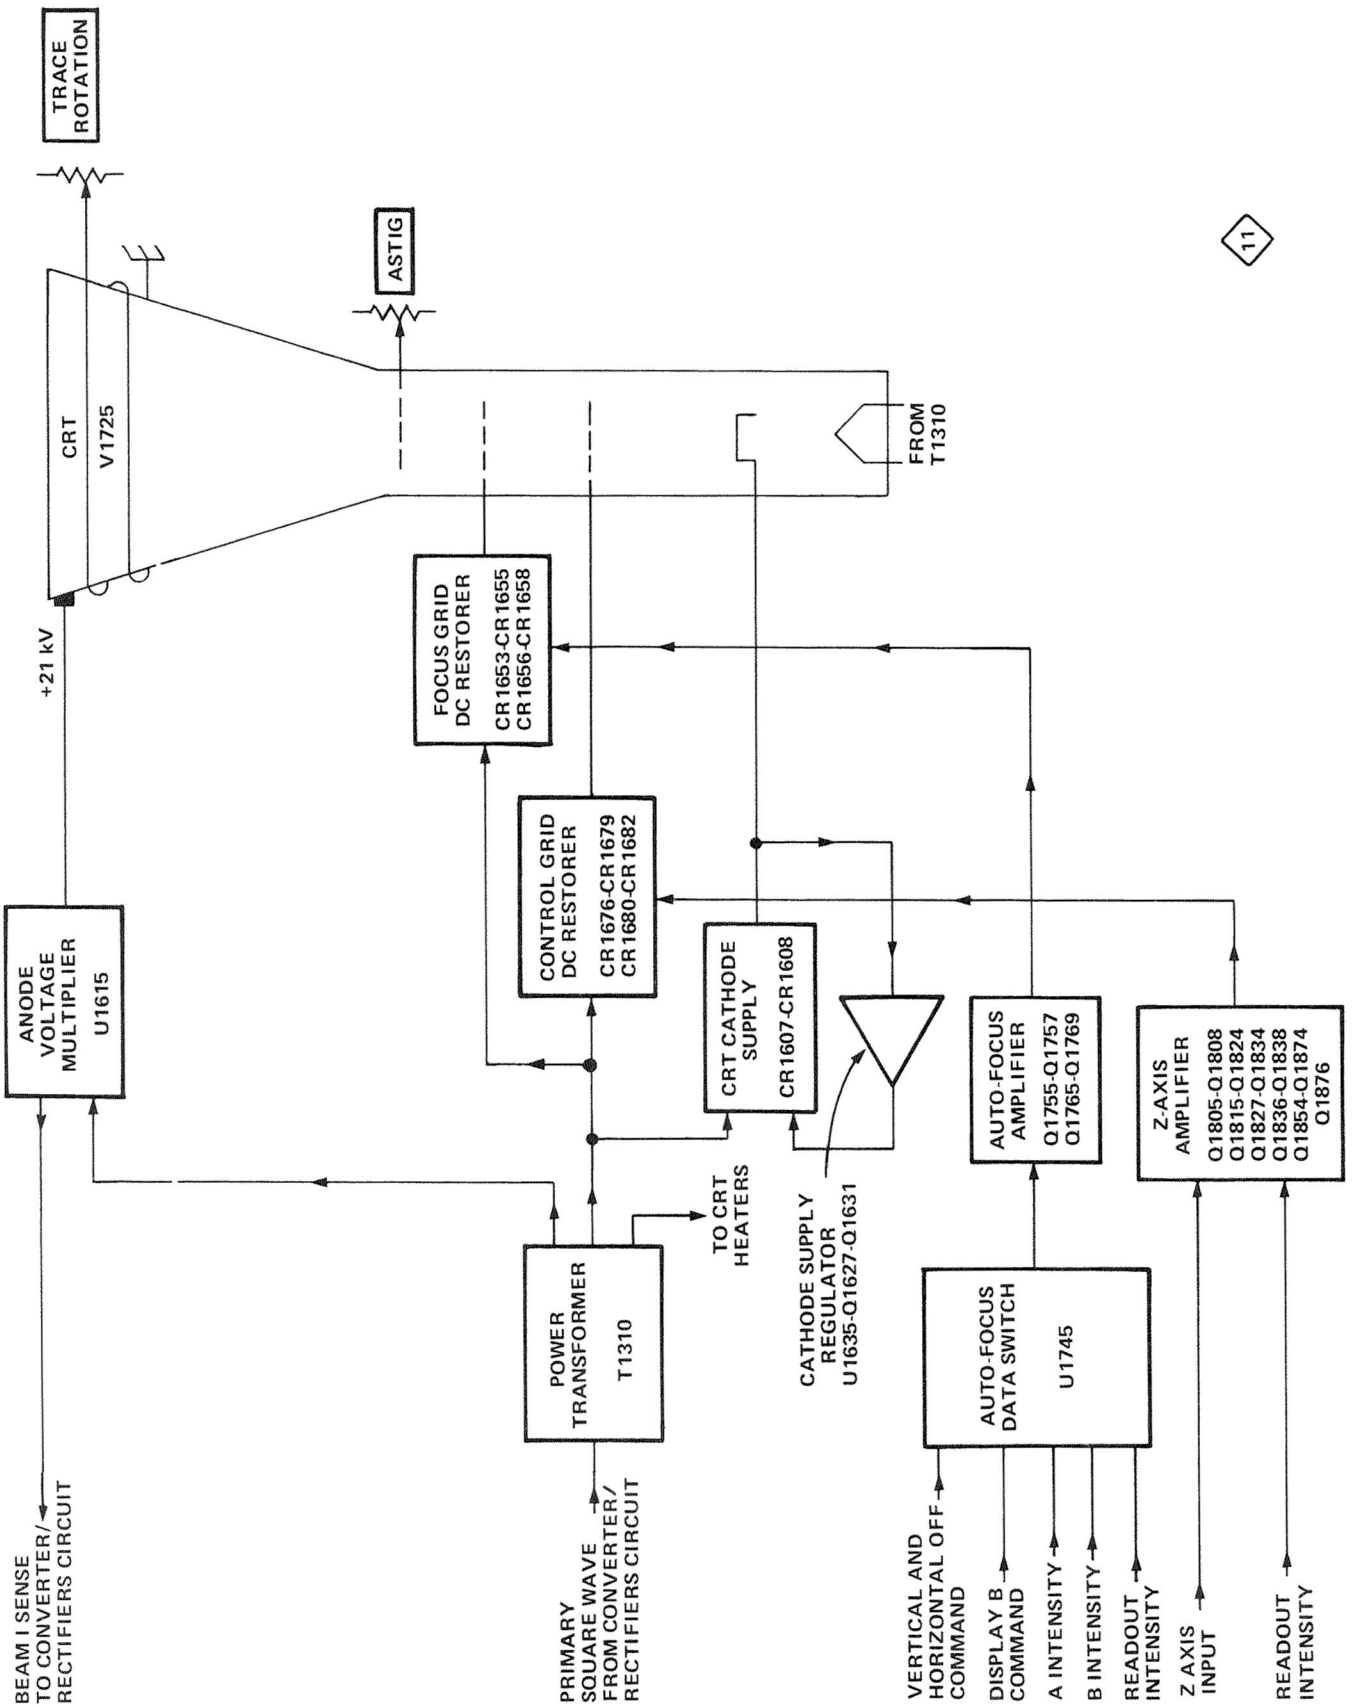 BEAM I SENSE
TO CONVERTER/
RECTIFIERS CIRCUIT
ANODE
VOLTAGE
MULTIPLIER
U1615
+21 kV
CRT
V1725
TRACE
ROTATION
PRIMARY
SQUARE WAVE
FROM CONVERTER/
RECTIFIERS CIRCUIT
POWER
TRANSFORMER
T1310
TO CRT
HEATERS
CONTROL GRID
DC RESTORER
CR1676-CR1679
CR1680-CR1682
FOCUS GRID
DC RESTORER
CR1653-CR1655
CR1656-CR1658
ASTIG
CRT CATHODE
SUPPLY
CR1607-CR1608
CATHODE SUPPLY
REGULATOR
U1635-Q1627-Q1631
FROM
T1310
VERTICAL AND
HORIZONTAL OFF
COMMAND
DISPLAY B
COMMAND
A INTENSITY
B INTENSITY
READOUT
INTENSITY
AUTO-FOCUS
DATA SWITCH
U1745
AUTO-FOCUS
AMPLIFIER
Q1755-Q1757
Q1765-Q1769
Z AXIS
INPUT
READOUT
INTENSITY
Z-AXIS
AMPLIFIER
Q1805-Q1808
Q1815-Q1824
Q1827-Q1834
Q1836-Q1838
Q1854-Q1874
Q1876
11